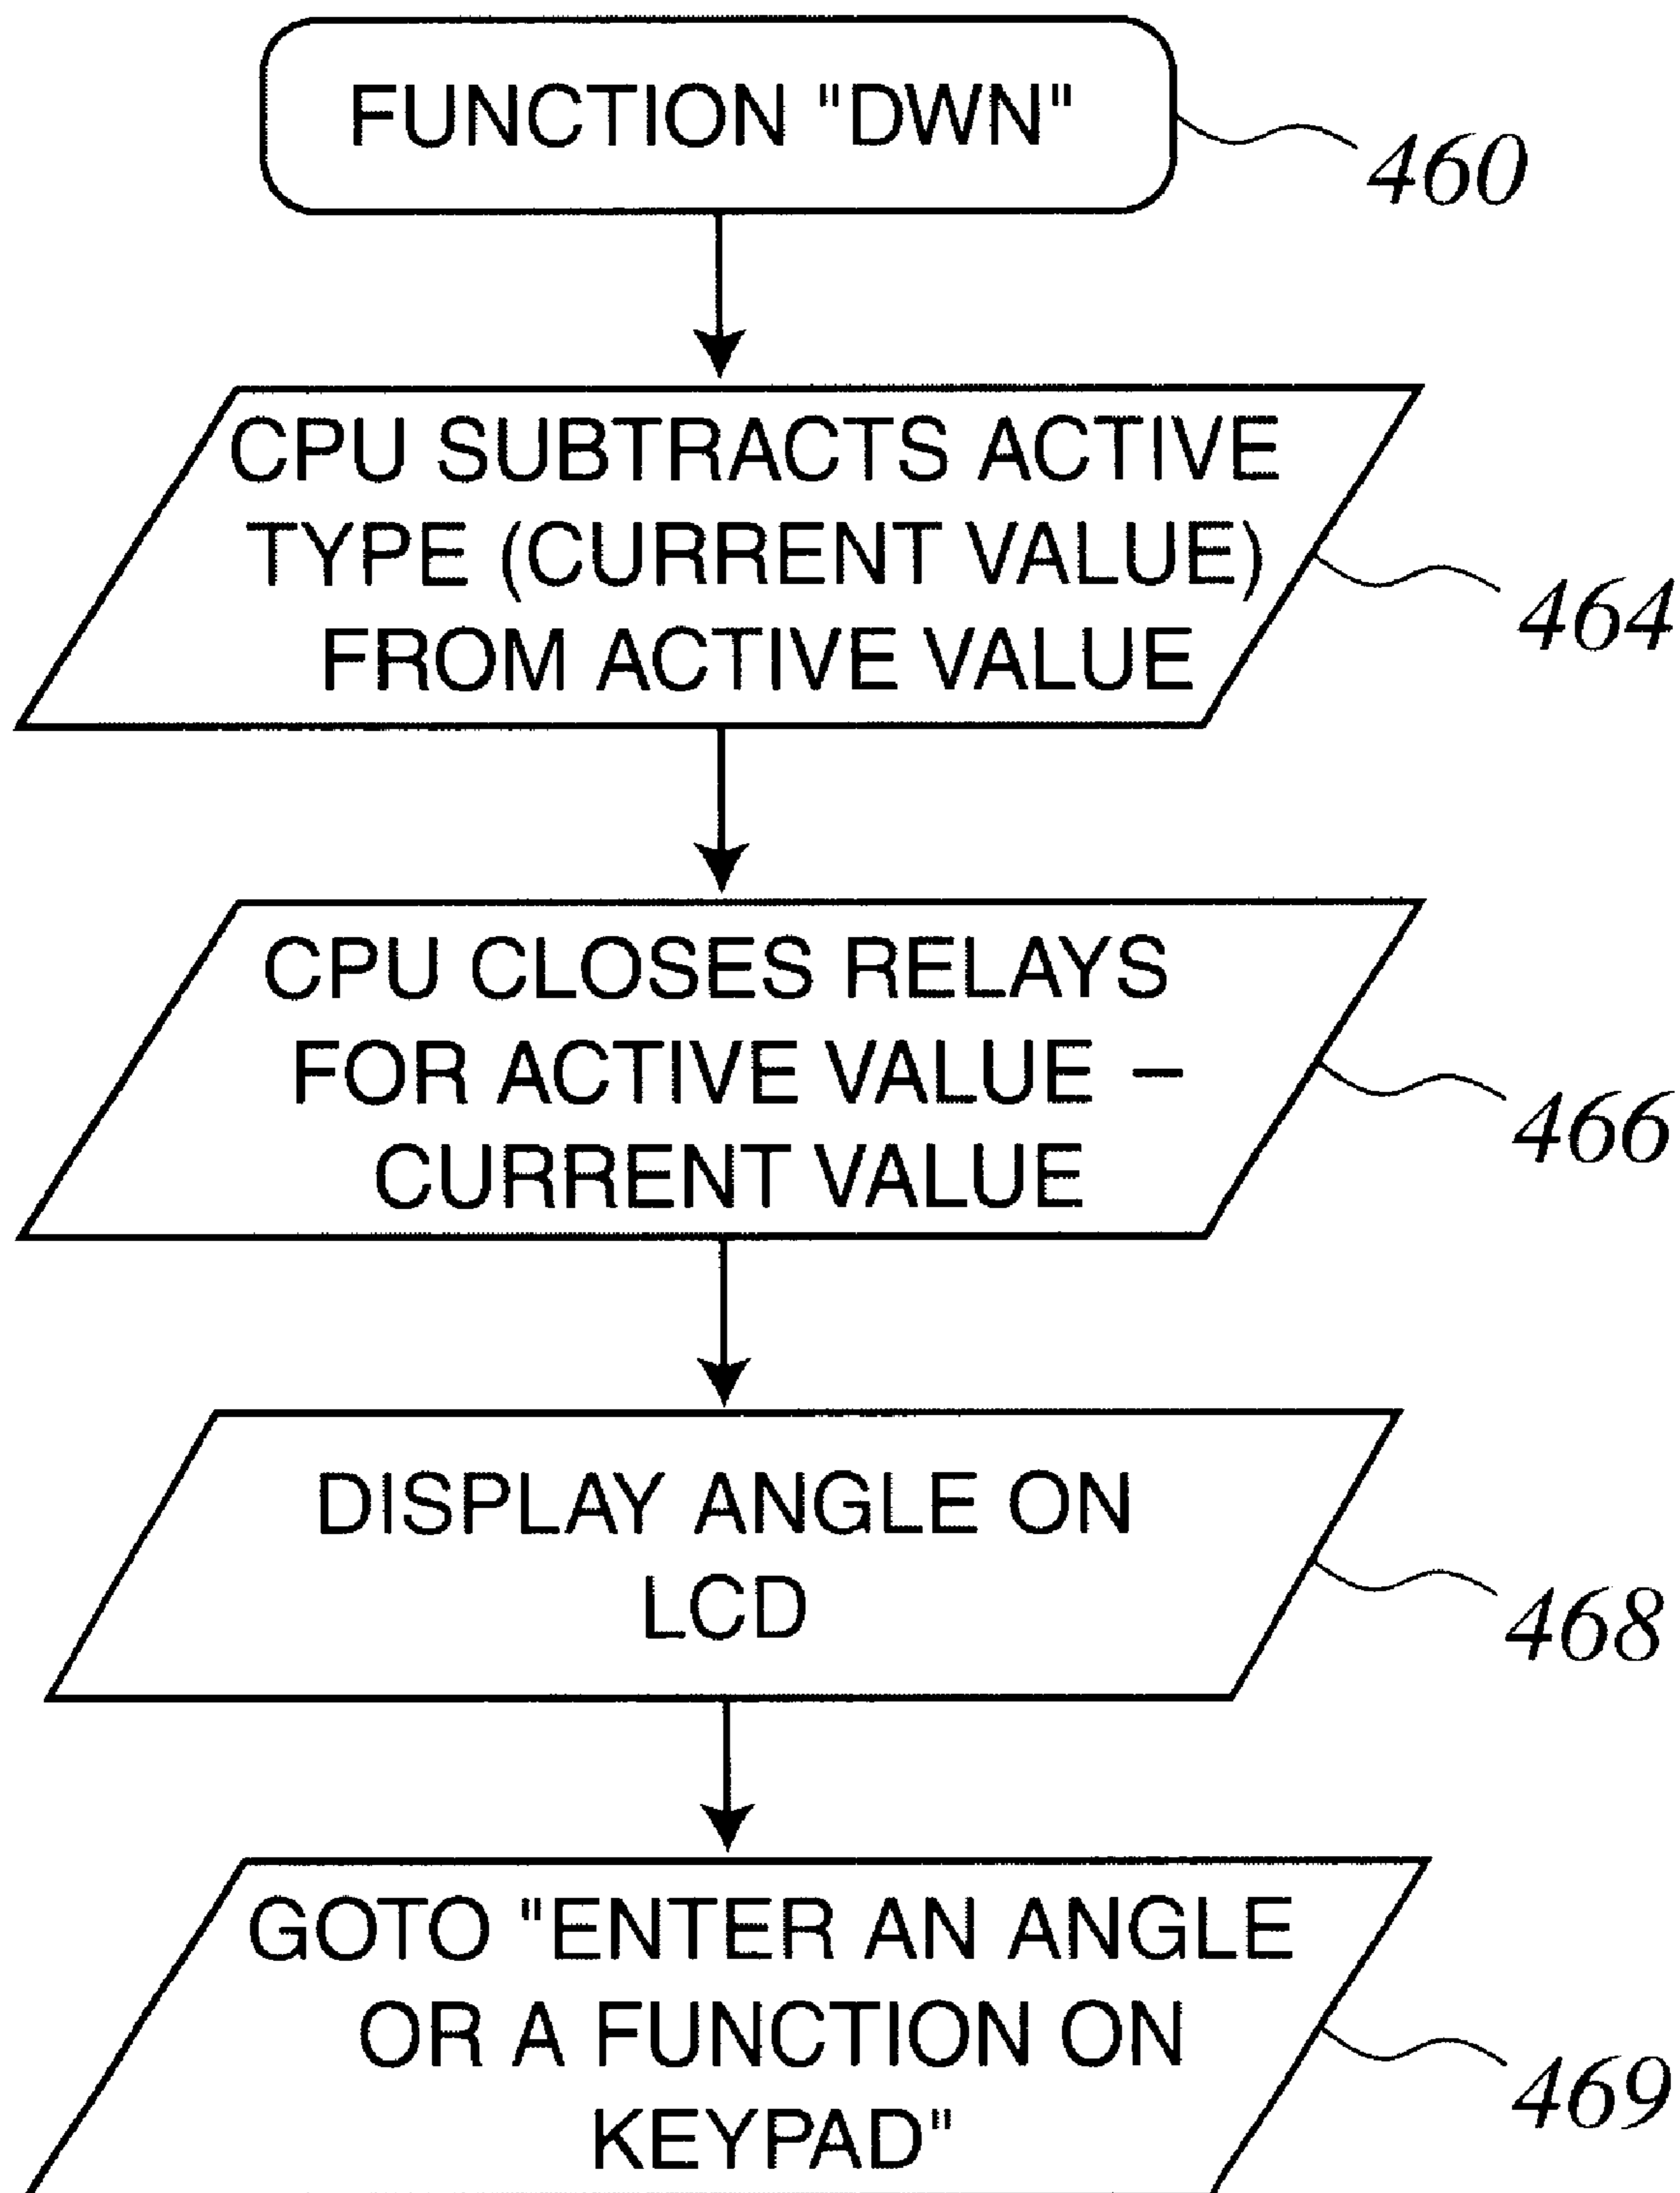 FUNCTION "DWN"
460
CPU SUBTRACTS ACTIVE
TYPE (CURRENT VALUE)
FROM ACTIVE VALUE
464
CPU CLOSES RELAYS
FOR ACTIVE VALUE –
CURRENT VALUE
466
DISPLAY ANGLE ON
LCD
468
GOTO "ENTER AN ANGLE
OR A FUNCTION ON
KEYPAD"
469